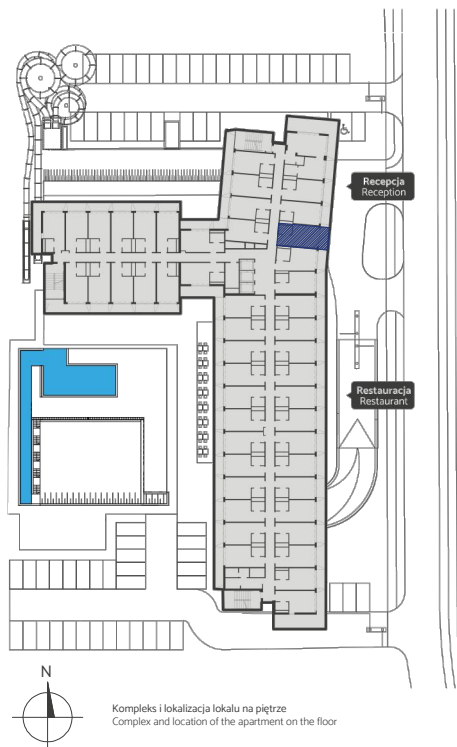 Recepcja
Reception
Restauracja
Restaurant
N
Kompleks i lokalizacja lokalu na piętrze
Complex and location of the apartment on the floor